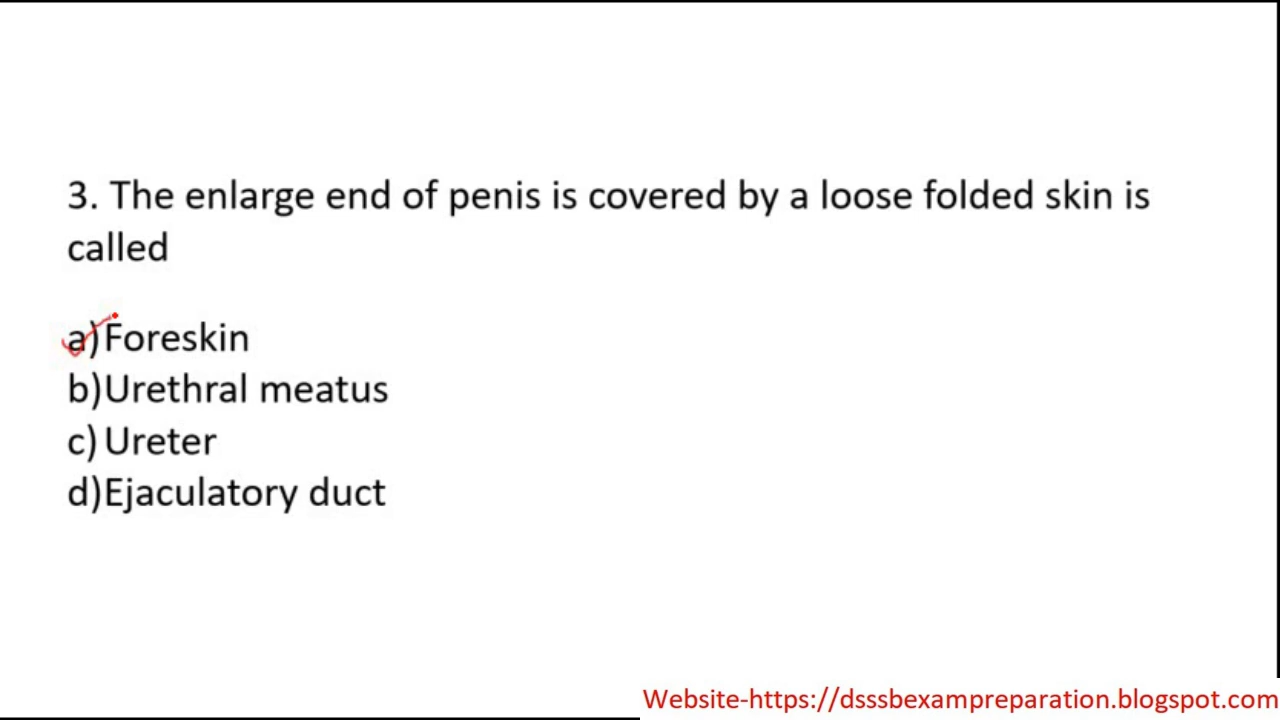 3. The enlarge end of penis is covered by a loose folded skin is
called
a)Foreskin
b)Urethral meatus
c) Ureter
d)Ejaculatory duct
Website-https://dsssbexampreparation.blogspot.com